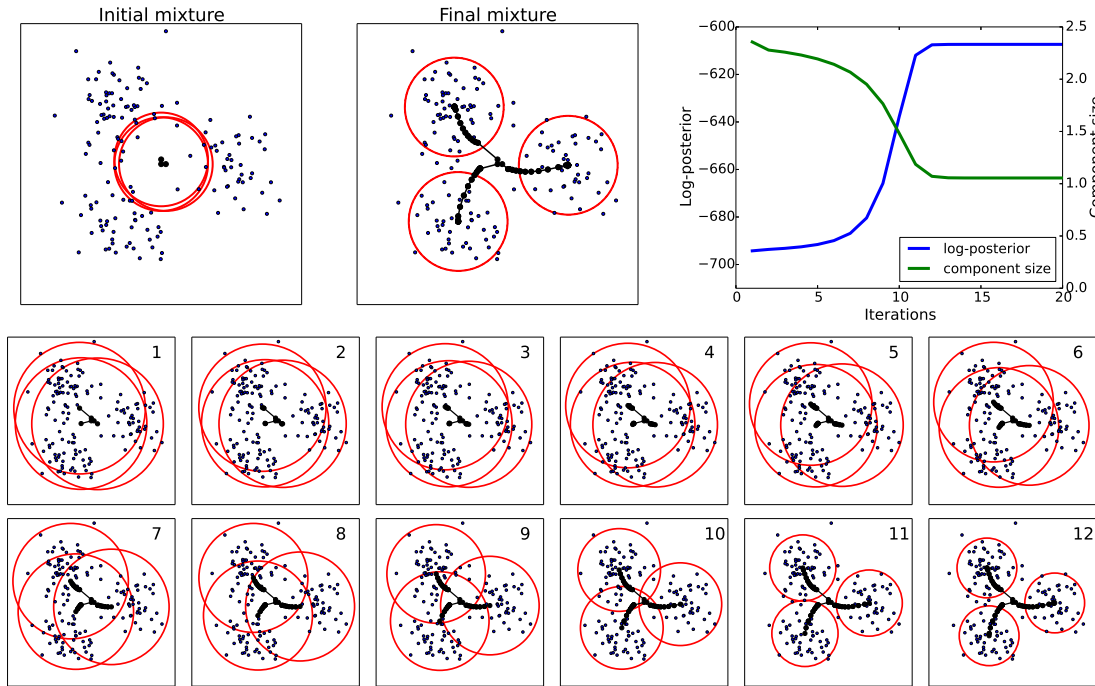 Initial mixture
Final mixture
−600
−620
−640
−660
−680
−700
Log-posterior
2.5
2.0
1.5
1.0
0.5
0.0
Component size
log-posterior
component size
0 5 10 15 20
Iterations
1 2 3 4 5 6
7 8 9 10 11 12